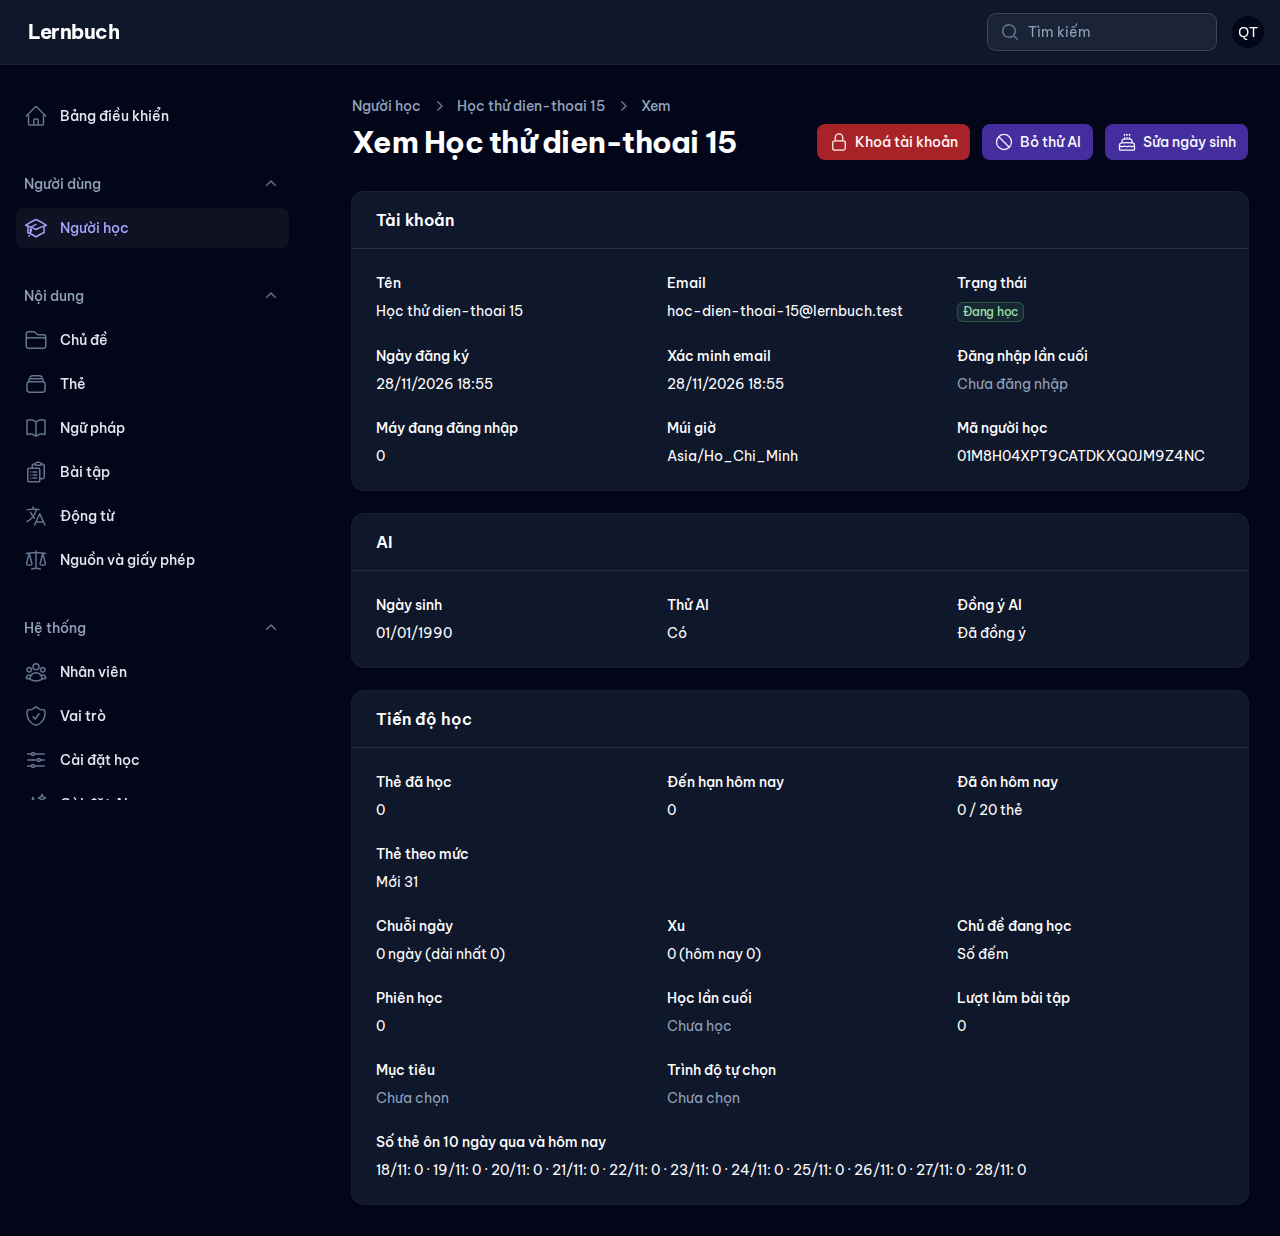 Lernbuch
Tìm kiếm
QT
Bảng điều khiển
Người dùng
Người học
Nội dung
Chủ đề
Thẻ
Ngữ pháp
Bài tập
Động từ
Nguồn và giấy phép
Hệ thống
Nhân viên
Vai trò
Cài đặt học
Người học > Học thử dien-thoai 15 > Xem
Xem Học thử dien-thoai 15
Khoá tài khoản
Bỏ thử AI
Sửa ngày sinh
Tài khoản
Tên Email Trạng thái
Học thử dien-thoai 15 hoc-dien-thoai-15@lernbuch.test Đang học
Ngày đăng ký Xác minh email Đăng nhập lần cuối
28/11/2026 18:55 28/11/2026 18:55 Chưa đăng nhập
Máy đang đăng nhập Múi giờ Mã người học
0 Asia/Ho_Chi_Minh 01M8H04XPT9CATDKXQ0JM9Z4NC
AI
Ngày sinh Thử AI Đồng ý AI
01/01/1990 Có Đã đồng ý
Tiến độ học
Thẻ đã học Đến hạn hôm nay Đã ôn hôm nay
0 0 0 / 20 thẻ
Thẻ theo mức
Mới 31
Chuỗi ngày Xu Chủ đề đang học
0 ngày (dài nhất 0) 0 (hôm nay 0) Số đếm
Phiên học Học lần cuối Lượt làm bài tập
0 Chưa học 0
Mục tiêu Trình độ tự chọn
Chưa chọn Chưa chọn
Số thẻ ôn 10 ngày qua và hôm nay
18/11: 0 · 19/11: 0 · 20/11: 0 · 21/11: 0 · 22/11: 0 · 23/11: 0 · 24/11: 0 · 25/11: 0 · 26/11: 0 · 27/11: 0 · 28/11: 0